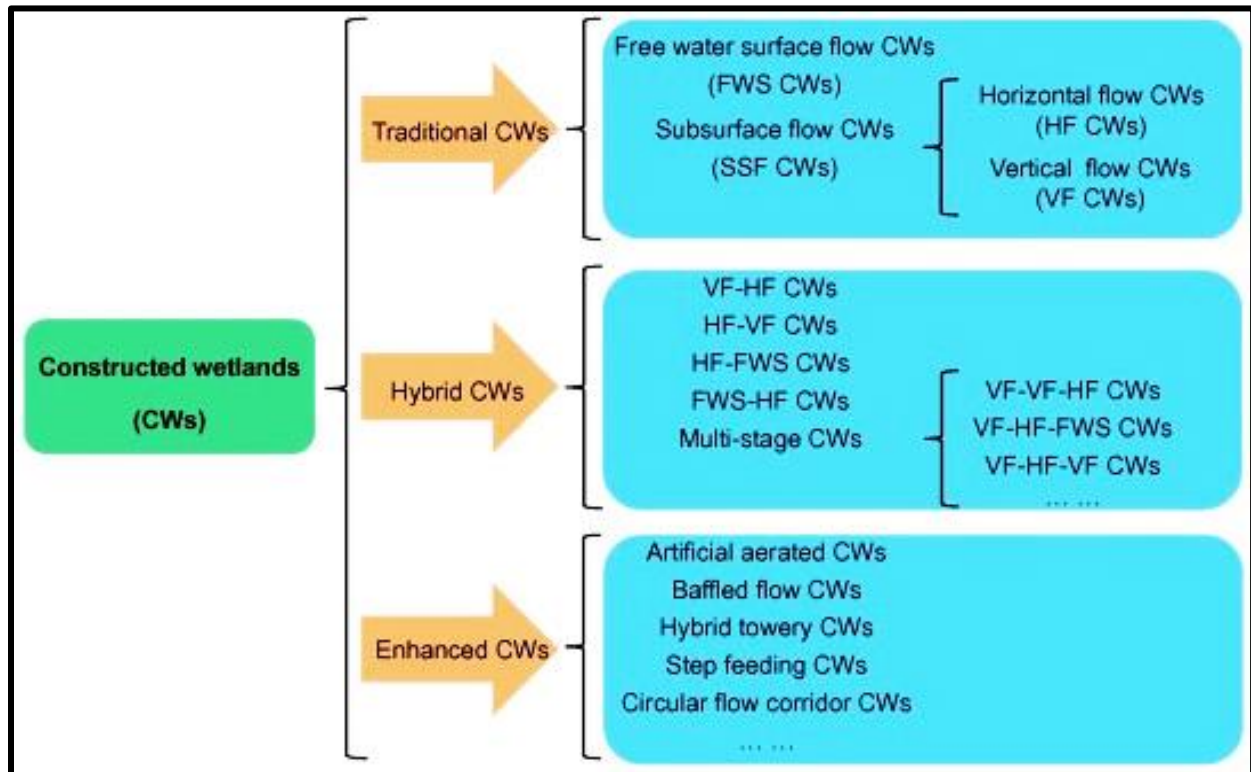 Constructed wetlands
(CWs)
Traditional CWs
Free water surface flow CWs
(FWS CWs)
Subsurface flow CWs
(SSF CWs)
Horizontal flow CWs
(HF CWs)
Vertical flow CWs
(VF CWs)
Hybrid CWs
VF-HF CWs
HF-VF CWs
HF-FWS CWs
FWS-HF CWs
Multi-stage CWs
VF-VF-HF CWs
VF-HF-FWS CWs
VF-HF-VF CWs
... ...
Enhanced CWs
Artificial aerated CWs
Baffled flow CWs
Hybrid towery CWs
Step feeding CWs
Circular flow corridor CWs
... ...